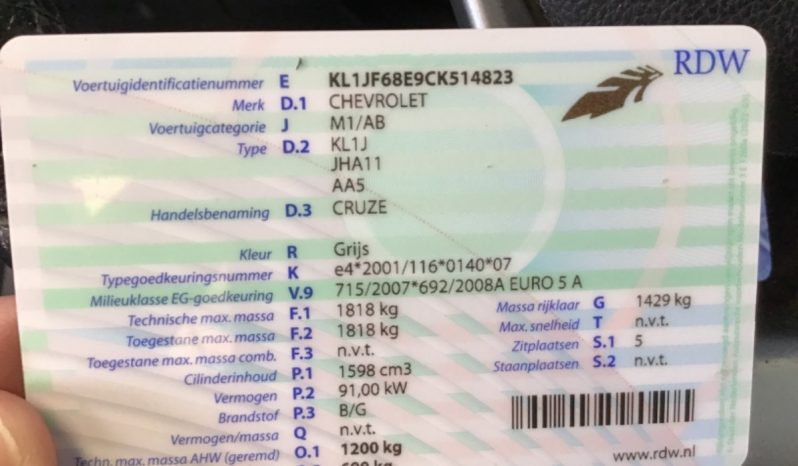 RDW
Voertuigidentificatienummer E KL1JF68E9CK514823
Merk D.1 CHEVROLET
Voertuigcategorie J M1/AB
Type D.2 KL1J
JHA11
AA5
Handelsbenaming D.3 CRUZE
Kleur R Grijs
Typegoedkeuringsnummer K e4*2001/116*0140*07
Milieuklasse EG-goedkeuring V.9 715/2007*692/2008A EURO 5 A
Technische max. massa F.1 1818 kg Massa rijklaar G 1429 kg
Toegestane max. massa F.2 1818 kg Max. snelheid T n.v.t.
Toegestane max. massa comb. F.3 n.v.t. Zitplaatsen S.1 5
Cilinderinhoud P.1 1598 cm3 Staanplaatsen S.2 n.v.t.
Vermogen P.2 91,00 kW
Brandstof P.3 B/G
Vermogen/massa Q n.v.t.
Techn. max. massa AHW (geremd) O.1 1200 kg
www.rdw.nl